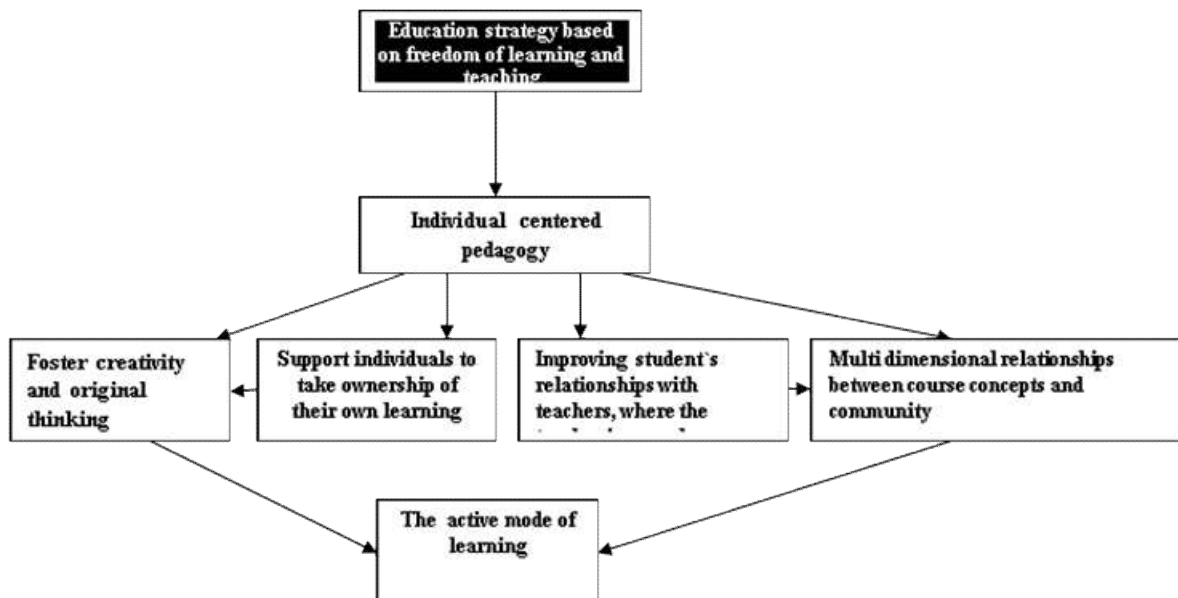 Education strategy based
on freedom of learning and
teaching
Individual centered
pedagogy
Foster creativity
and original
thinking
Support individuals to
take ownership of
their own learning
Improving student`s
relationships with
teachers, where the
Multi dimensional relationships
between course concepts and
community
The active mode of
learning